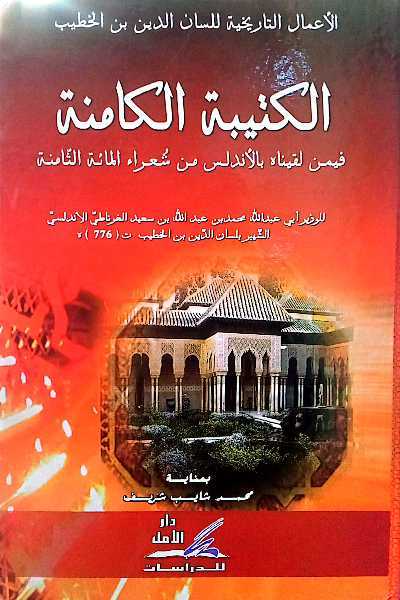 الأعمال التاريخية للسان الدين بن الخطيب
الكتيبة الكامنة
فيمن لقيناه بالأندلس من شعراء المائة الثامنة
للوزير أبي عبدالله محمد بن عبد الله بن سعيد الغرناطيّ الأندلسيّ
الشهير بلسان الدّين بن الخطيب ت ( 776 ) ه
بعناية
محمد شايب شريف
دار
الأمل
للدراسات